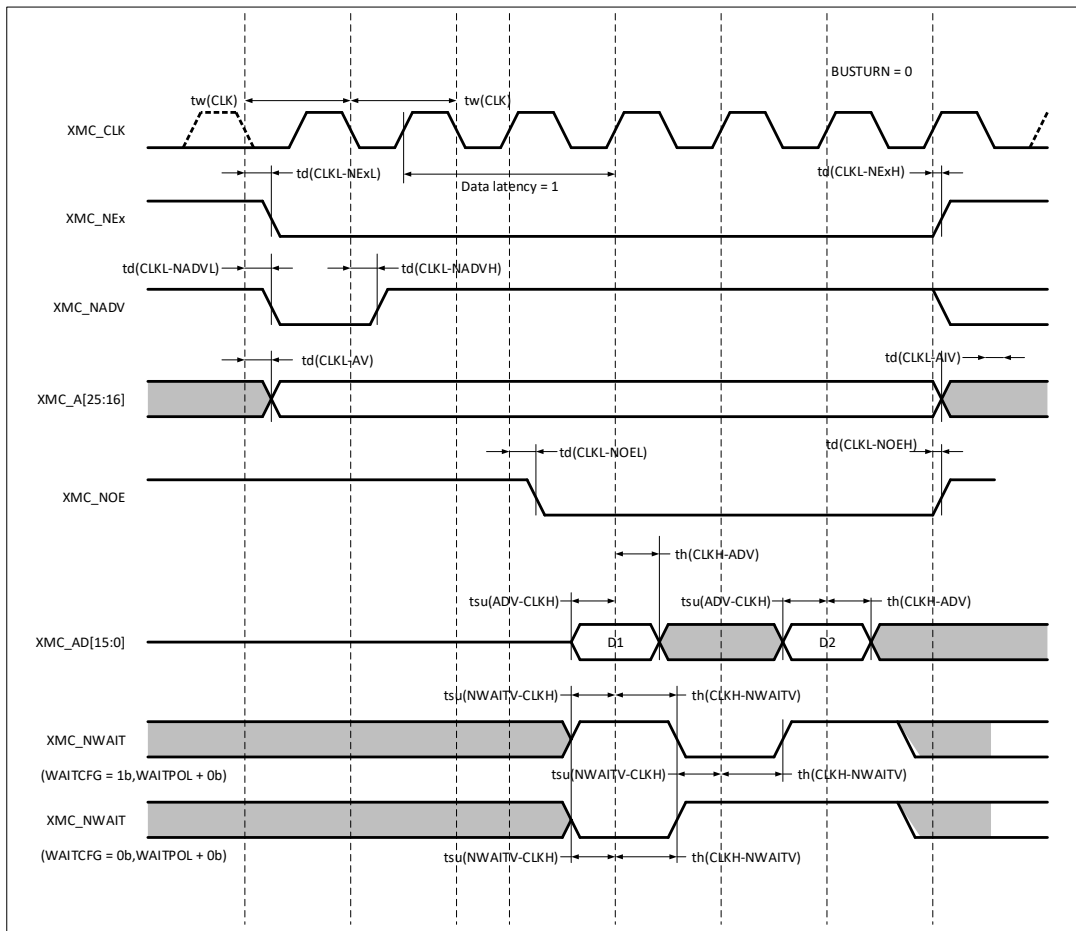 BUSTURN = 0
tw(CLK) tw(CLK)
XMC_CLK
td(CLKL-NExL) Data latency = 1 td(CLKL-NExH)
XMC_NEx
td(CLKL-NADVL) td(CLKL-NADVH)
XMC_NADV
td(CLKL-AV) td(CLKL-AIV)
XMC_A[25:16]
td(CLKL-NOEL) td(CLKL-NOEH)
XMC_NOE
th(CLKH-ADV)
tsu(ADV-CLKH) tsu(ADV-CLKH) th(CLKH-ADV)
XMC_AD[15:0] D1 D2
tsu(NWAITV-CLKH) th(CLKH-NWAITV)
XMC_NWAIT
(WAITCFG = 1b,WAITPOL + 0b) tsu(NWAITV-CLKH) th(CLKH-NWAITV)
XMC_NWAIT
(WAITCFG = 0b,WAITPOL + 0b) tsu(NWAITV-CLKH) th(CLKH-NWAITV)